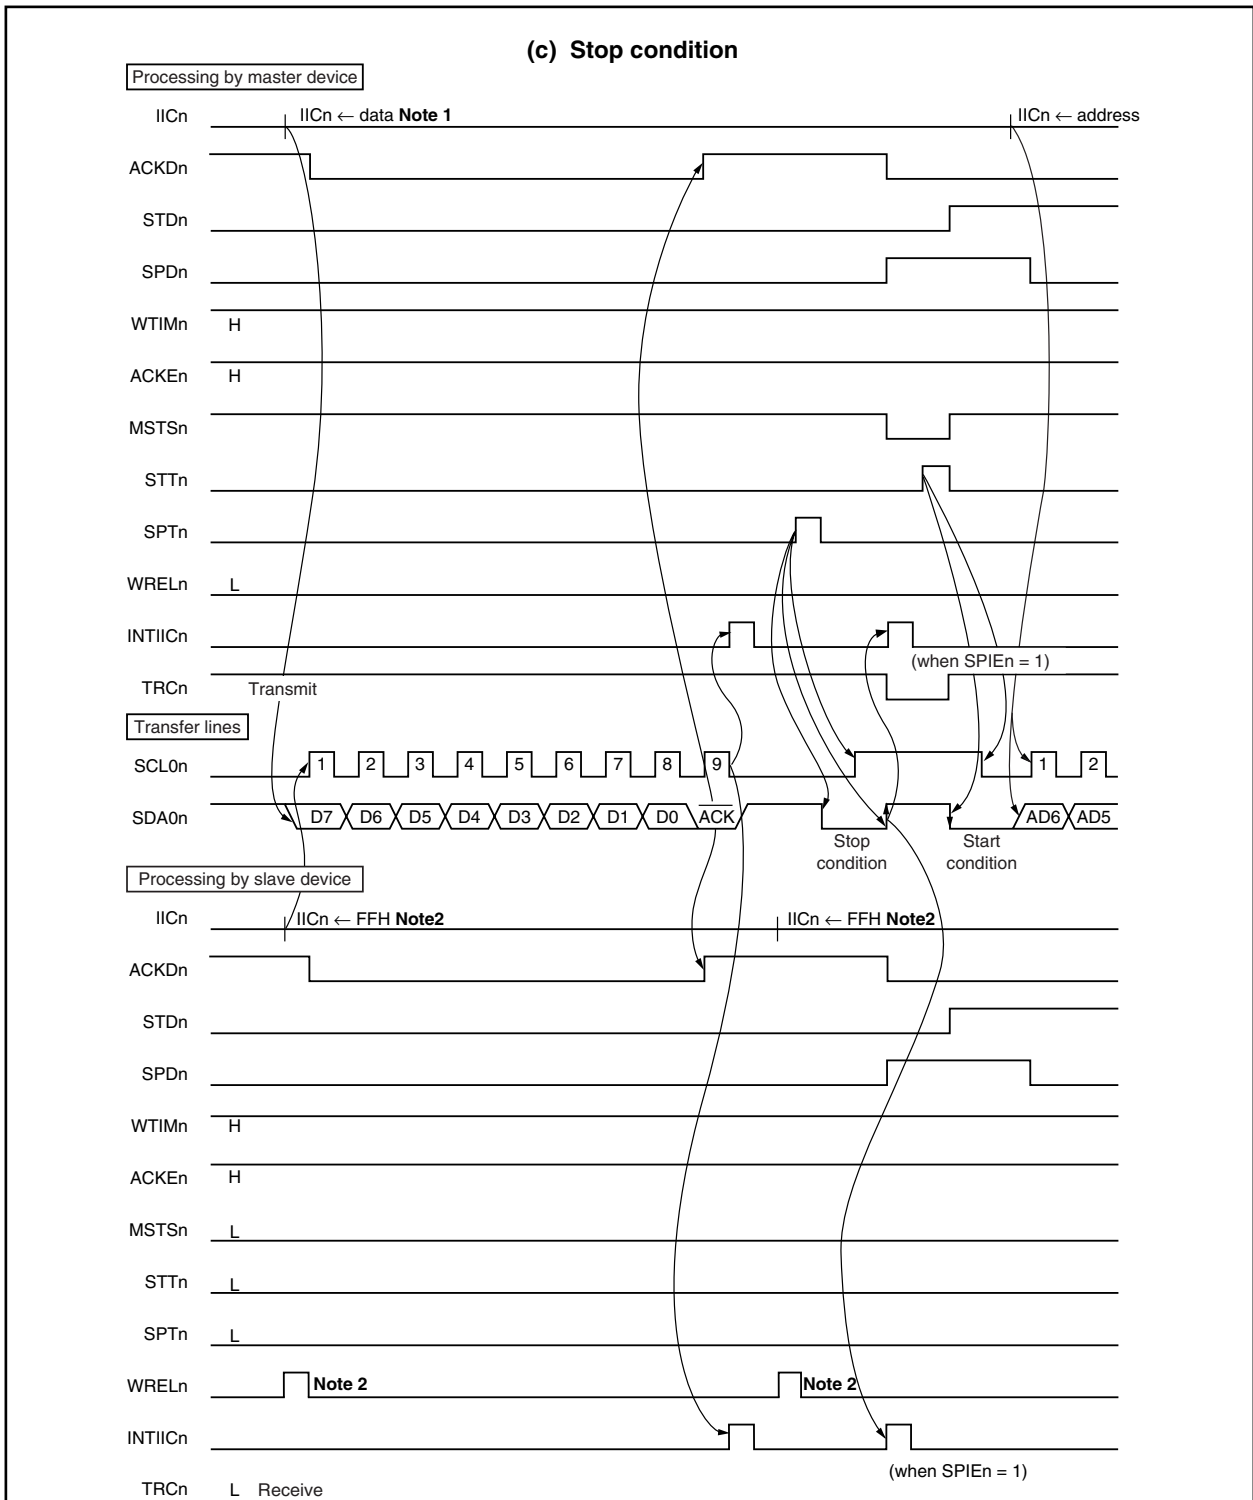 (c) Stop condition
Processing by master device
IICn IICn ← data Note 1 IICn ← address
ACKDn
STDn
SPDn
WTIMn H
ACKEn H
MSTSn
STTn
SPTn
WRELn L
INTIICn
(when SPIEn = 1)
TRCn Transmit
Transfer lines
SCL0n 1 2 3 4 5 6 7 8 9 1 2
SDA0n D7 D6 D5 D4 D3 D2 D1 D0 ACK AD6 AD5
Stop condition
Start condition
Processing by slave device
IICn IICn ← FFH Note2 IICn ← FFH Note2
ACKDn
STDn
SPDn
WTIMn H
ACKEn H
MSTSn L
STTn L
SPTn L
WRELn Note 2 Note 2
INTIICn
(when SPIEn = 1)
TRCn L Receive